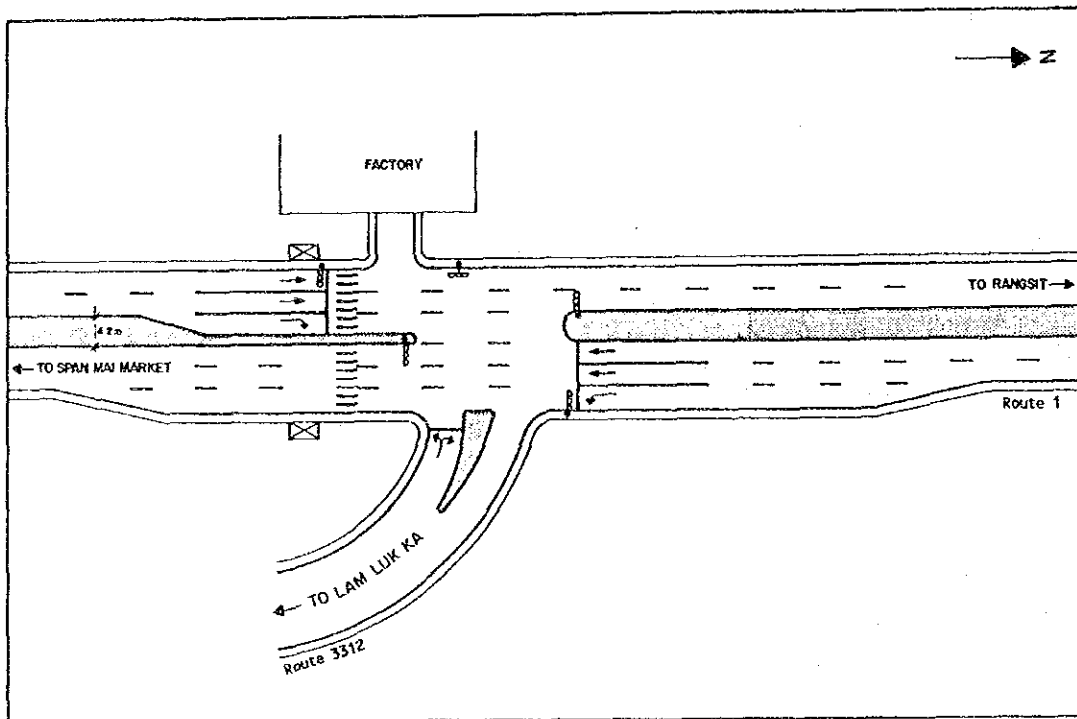 N
FACTORY
TO RANGSIT
TO SPAN MAI MARKET
Route 1
TO LAM LUK KA
Route 3312